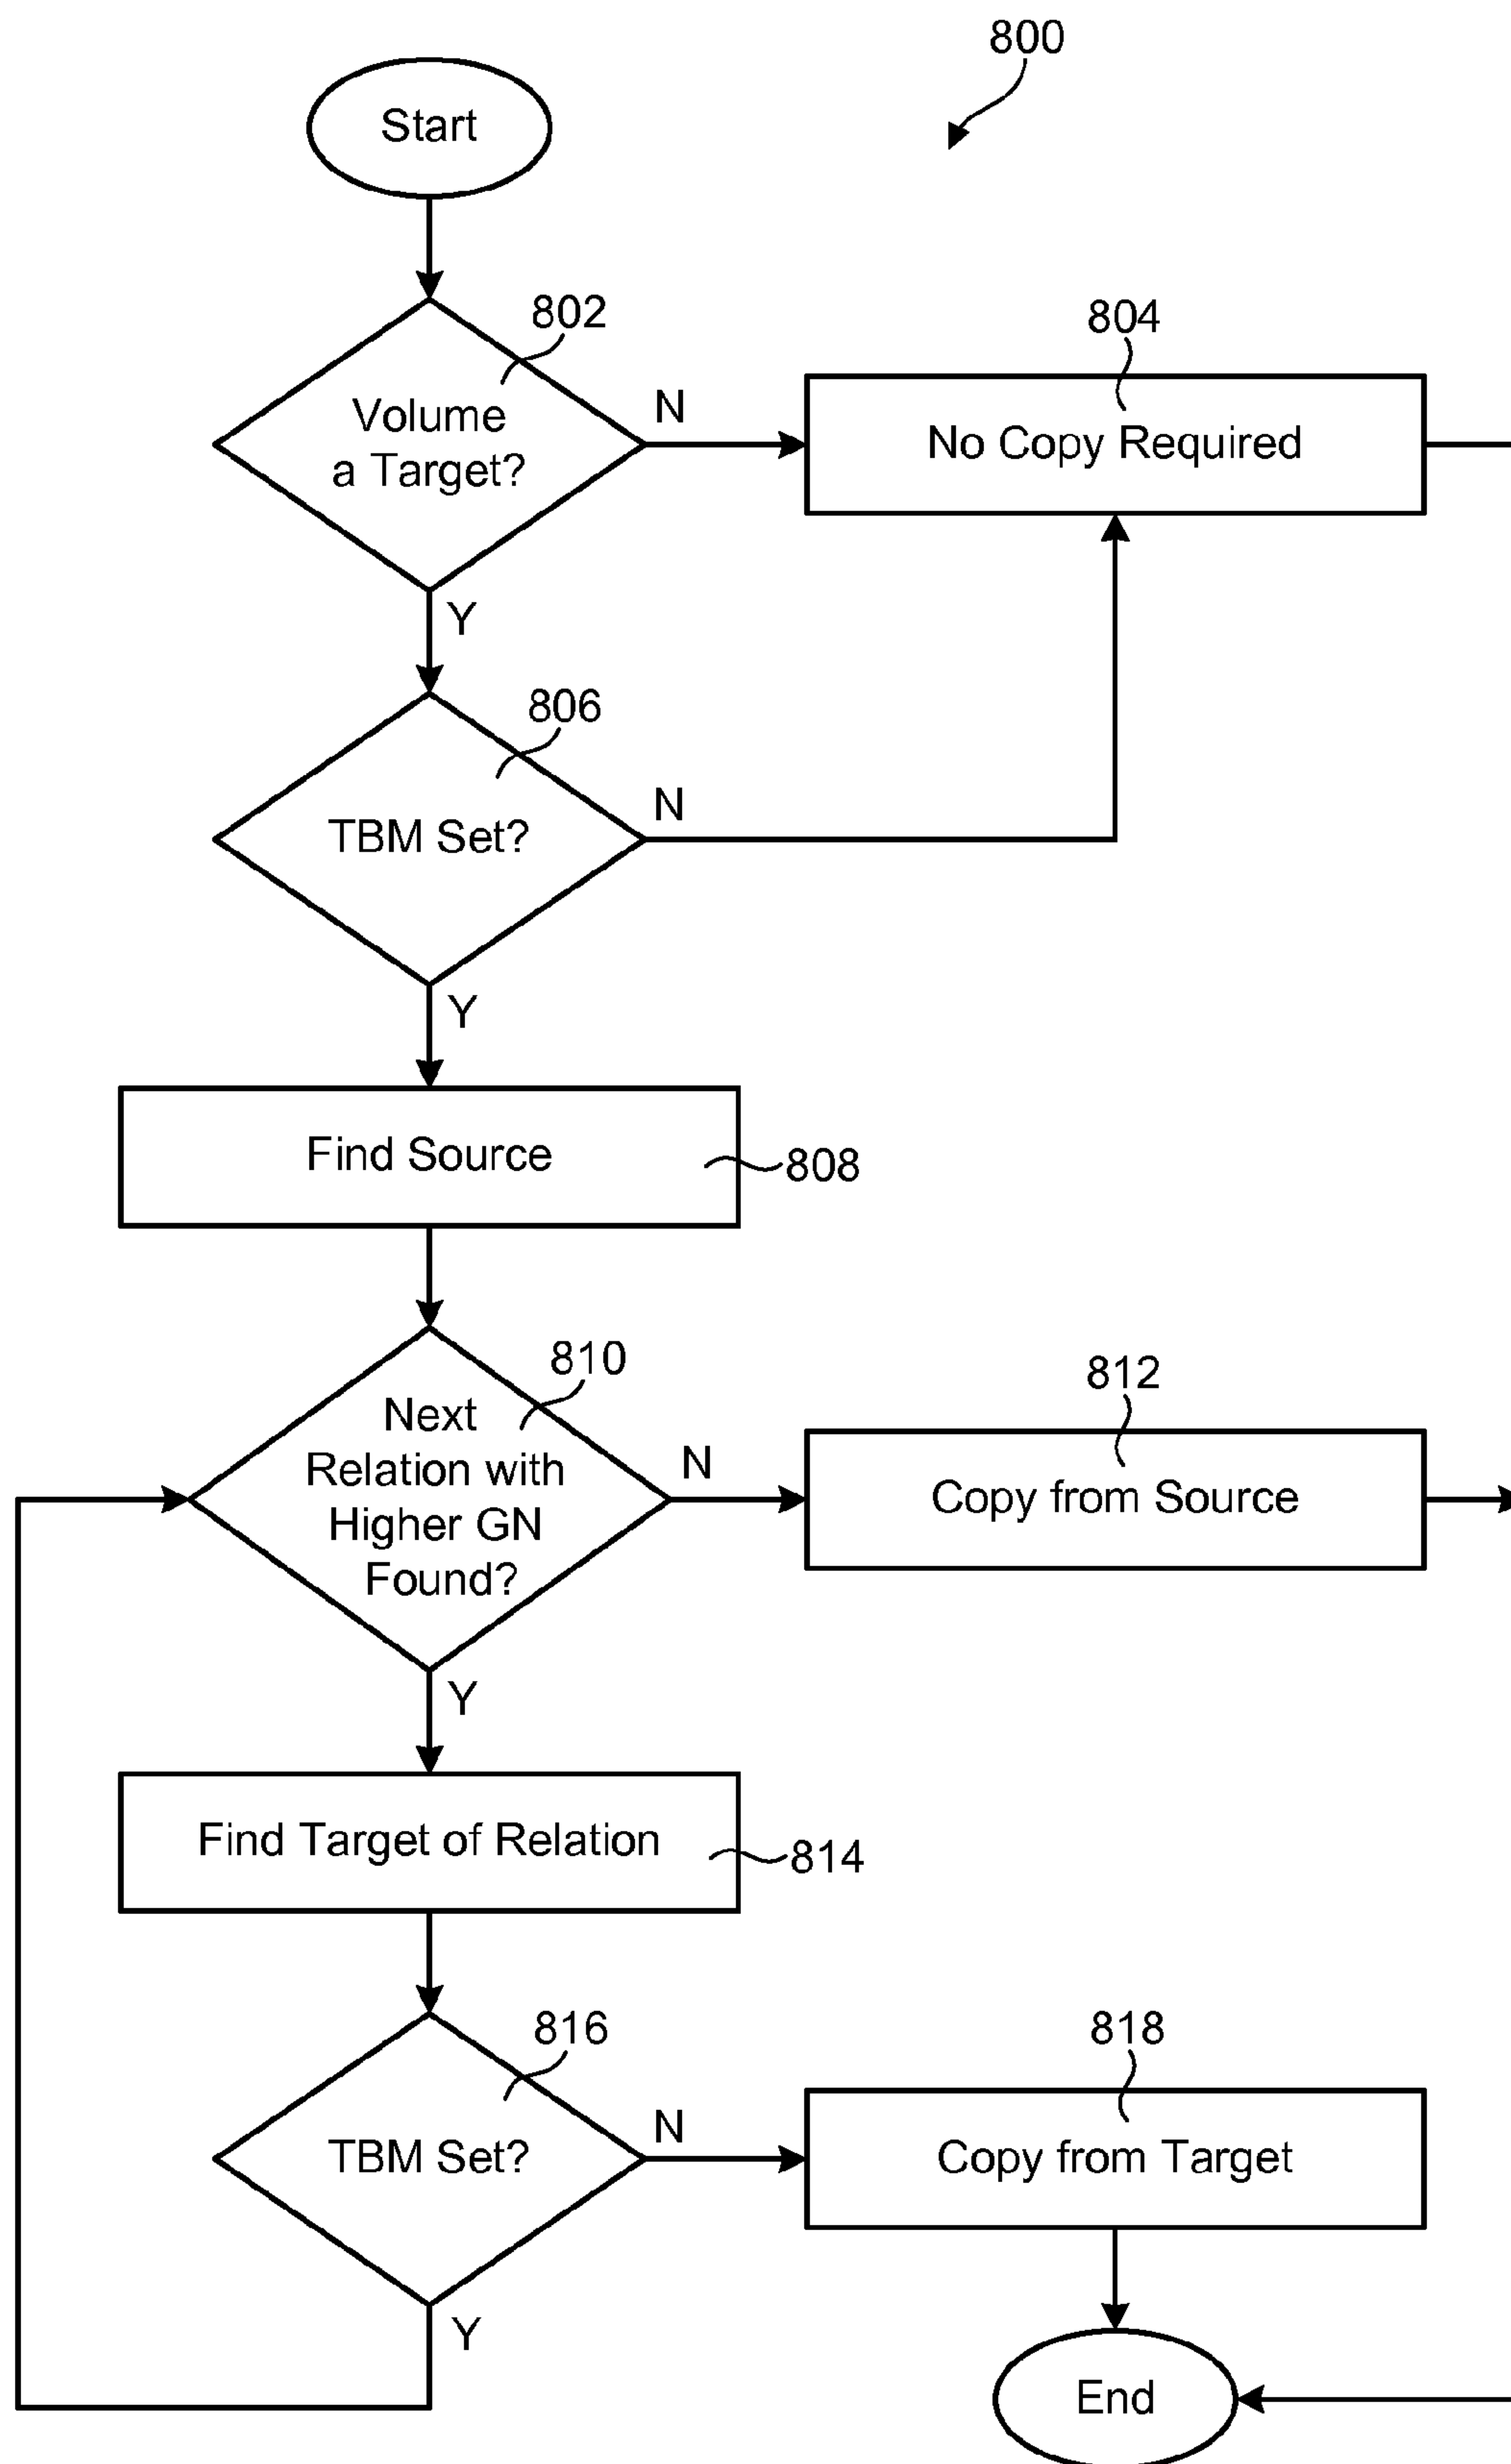 800
Start
802
Volume
a Target?
N
804
No Copy Required
Y
806
TBM Set?
N
Y
Find Source
808
810
Next
Relation with
Higher GN
Found?
N
812
Copy from Source
Y
Find Target of Relation
814
816
TBM Set?
N
818
Copy from Target
Y
End